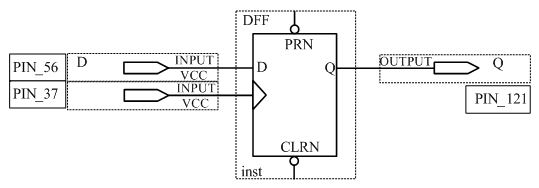 DFF
PRN
PIN_56
D
INPUT
VCC
D
Q
OUTPUT
Q
PIN_37
INPUT
VCC
PIN_121
CLRN
inst